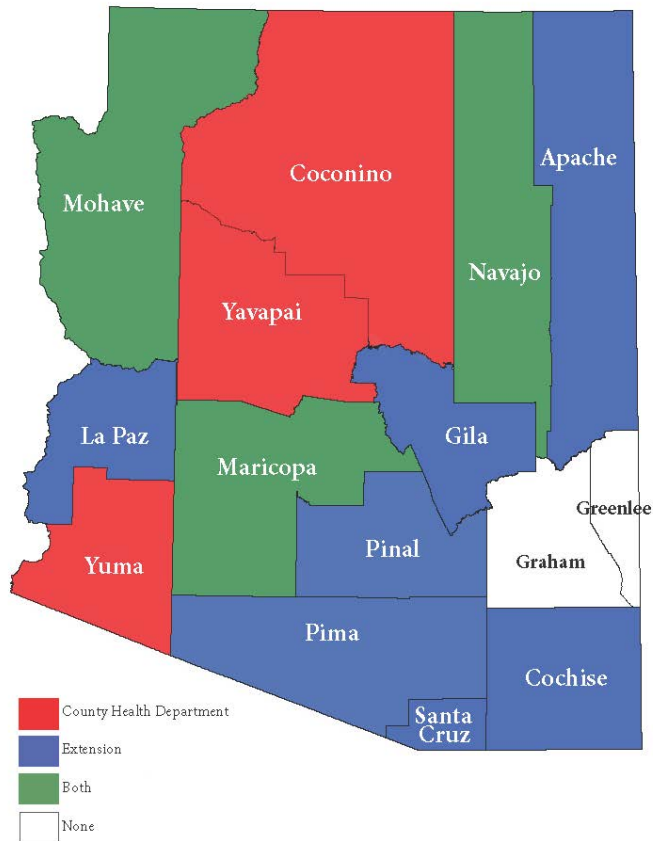 Coconino
Apache
Mohave
Navajo
Yavapai
La Paz
Gila
Maricopa
Greenlee
Pinal
Graham
Yuma
Pima
Cochise
Santa
Cruz
County Health Department
Extension
Both
None